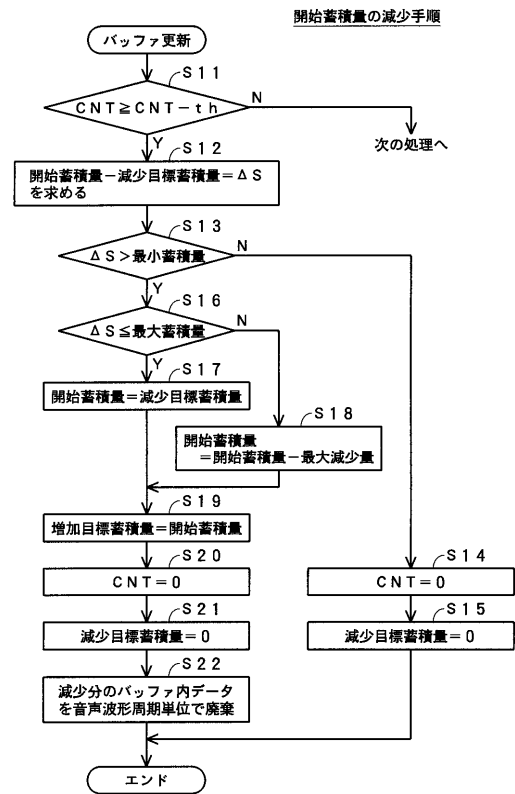 開始蓄積量の減少手順
バッファ更新
S11
CNT≧CNT-th
N
Y
次の処理へ
S12
開始蓄積量-減少目標蓄積量=ΔS
を求める
S13
ΔS>最小蓄積量
N
Y
S16
ΔS≦最大蓄積量
N
Y
S17
開始蓄積量=減少目標蓄積量
S18
開始蓄積量
=開始蓄積量-最大減少量
S19
増加目標蓄積量=開始蓄積量
S20
CNT=0
S14
CNT=0
S21
減少目標蓄積量=0
S15
減少目標蓄積量=0
S22
減少分のバッファ内データ
を音声波形周期単位で廃棄
エンド